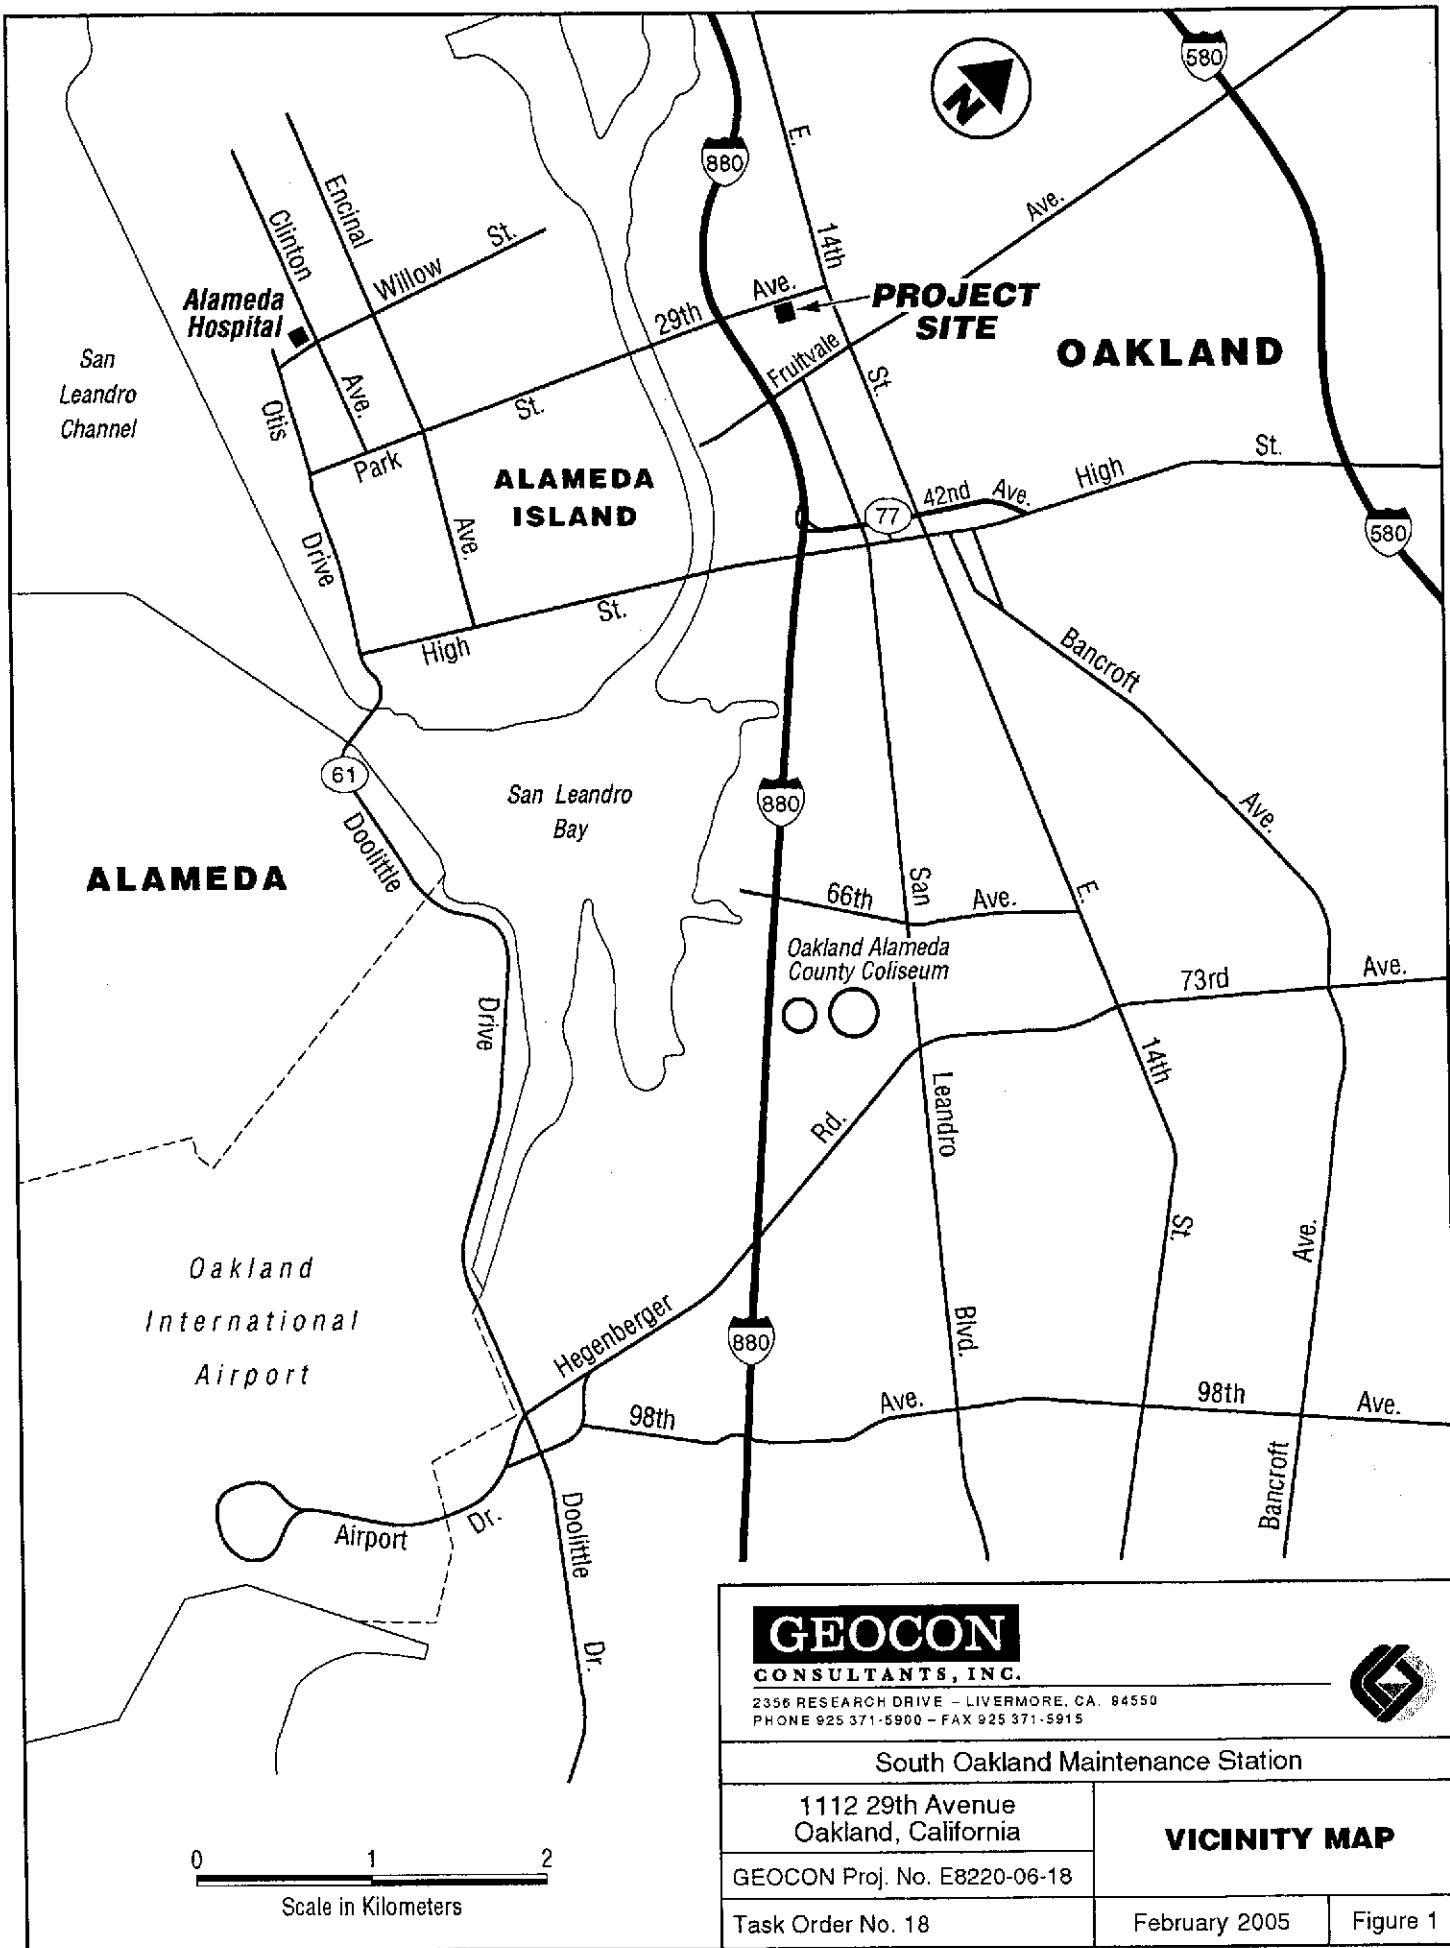 580
N
880
E.
Encinal
Ave.
Clinton
St.
14th
Willow
Alameda
Hospital
Ave.
PROJECT
SITE
29th
OAKLAND
Fruitvale
San
Leandro
Channel
Ave.
St.
Otis
St.
Park
St.
High
ALAMEDA
ISLAND
42nd
Ave.
77
Ave.
580
Drive
St.
High
Bancroft
61
San Leandro
Bay
880
Ave.
Doolittle
ALAMEDA
66th
San
Ave.
E.
Oakland Alameda
County Coliseum
73rd
Ave.
Drive
14th
Leandro
Rd.
St.
Ave.
Oakland
International
Airport
Hegenberger
880
Blvd.
98th
Ave.
98th
Ave.
Bancroft
Airport
Dr.
Doolittle
Dr.
GEOCON
CONSULTANTS, INC.
2356 RESEARCH DRIVE – LIVERMORE, CA. 94550
PHONE 925 371-5900 – FAX 925 371-5915
South Oakland Maintenance Station
1112 29th Avenue
Oakland, California
VICINITY MAP
GEOCON Proj. No. E8220-06-18
Task Order No. 18
February 2005
Figure 1
0 1 2
Scale in Kilometers